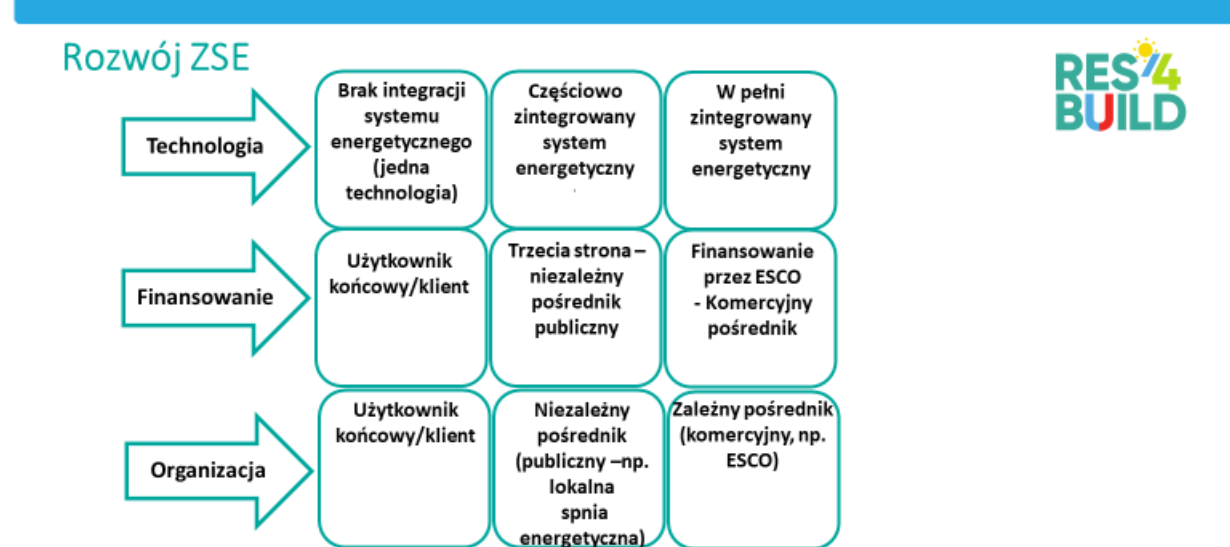 Rozwój ZSE
RES4
BUILD
Technologia
Brak integracji
systemu
energetycznego
(jedna
technologia)
Częściowo
zintegrowany
system
energetyczny
W pełni
zintegrowany
system
energetyczny
Finansowanie
Użytkownik
końcowy/klient
Trzecia strona –
niezależny
pośrednik
publiczny
Finansowanie
przez ESCO
- Komercyjny
pośrednik
Organizacja
Użytkownik
końcowy/klient
Niezależny
pośrednik
(publiczny –np.
lokalna
spnia
energetyczna)
Zależny pośrednik
(komercyjny, np.
ESCO)